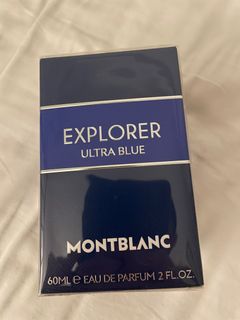 EXPLORER
ULTRA BLUE
MONTBLANC
60ML ℮ EAU DE PARFUM 2 FL.OZ.